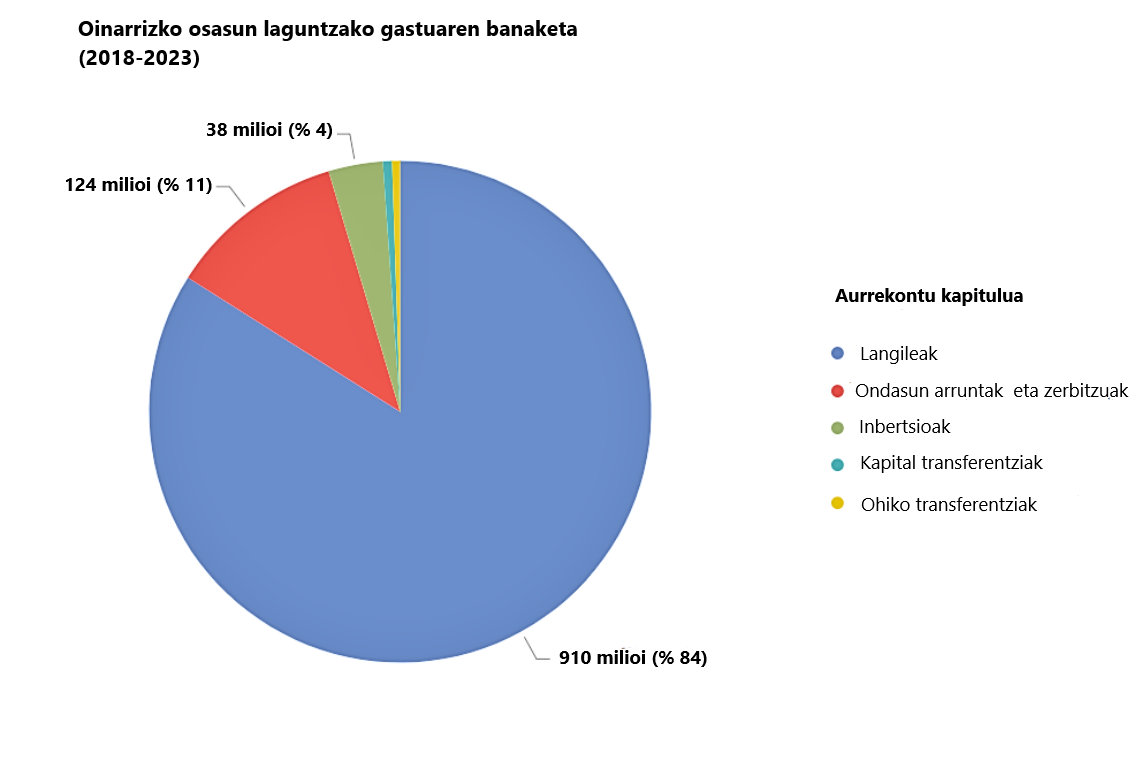 Oinarrizko osasun laguntzako gastuaren banaketa
(2018-2023)
38 milioi (% 4)
124 milioi (% 11)
910 milioi (% 84)
Aurrekontu kapitulua
Langileak
Ondasun arruntak eta zerbitzuak
Inbertsioak
Kapital transferentziak
Ohiko transferentziak